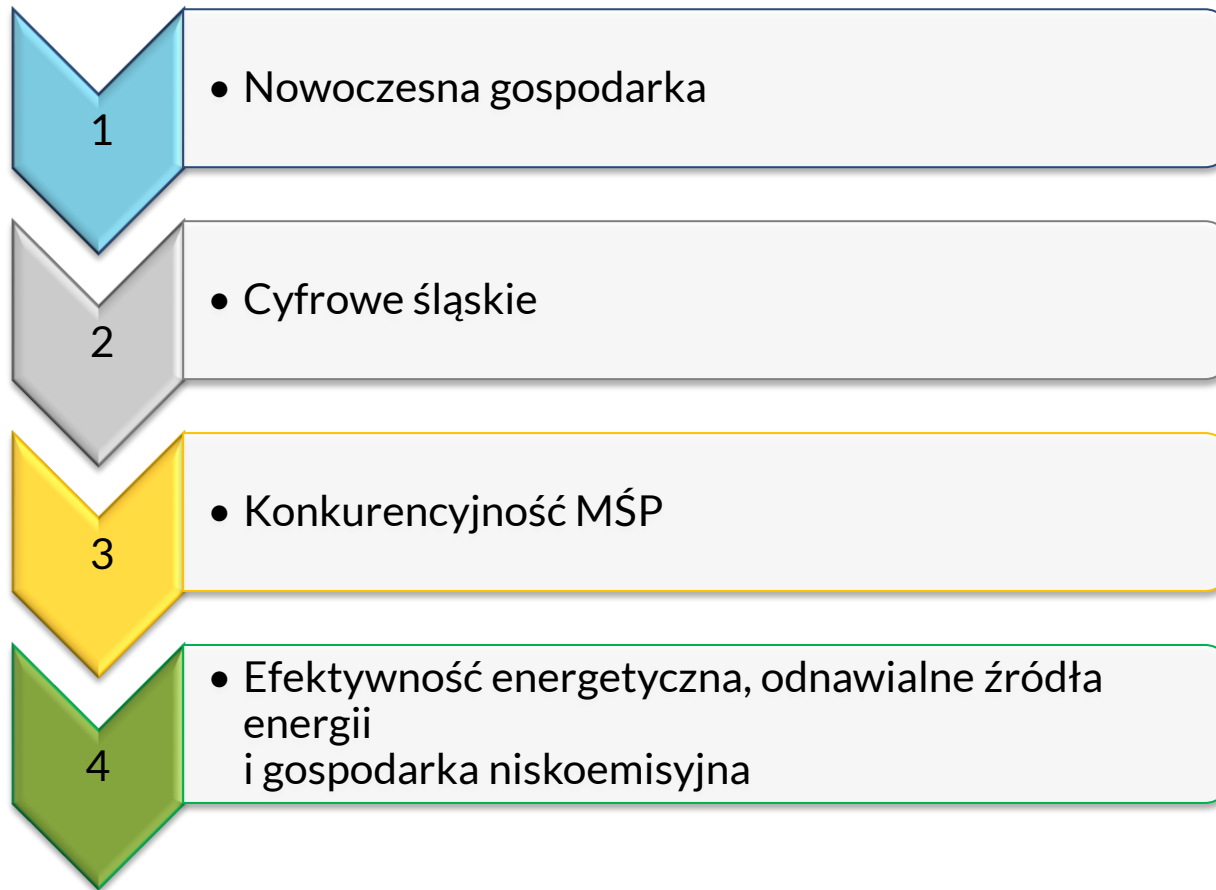 1
• Nowoczesna gospodarka
2
• Cyfrowe śląskie
3
• Konkurencyjność MŚP
4
• Efektywność energetyczna, odnawialne źródła
energii
i gospodarka niskoemisyjna